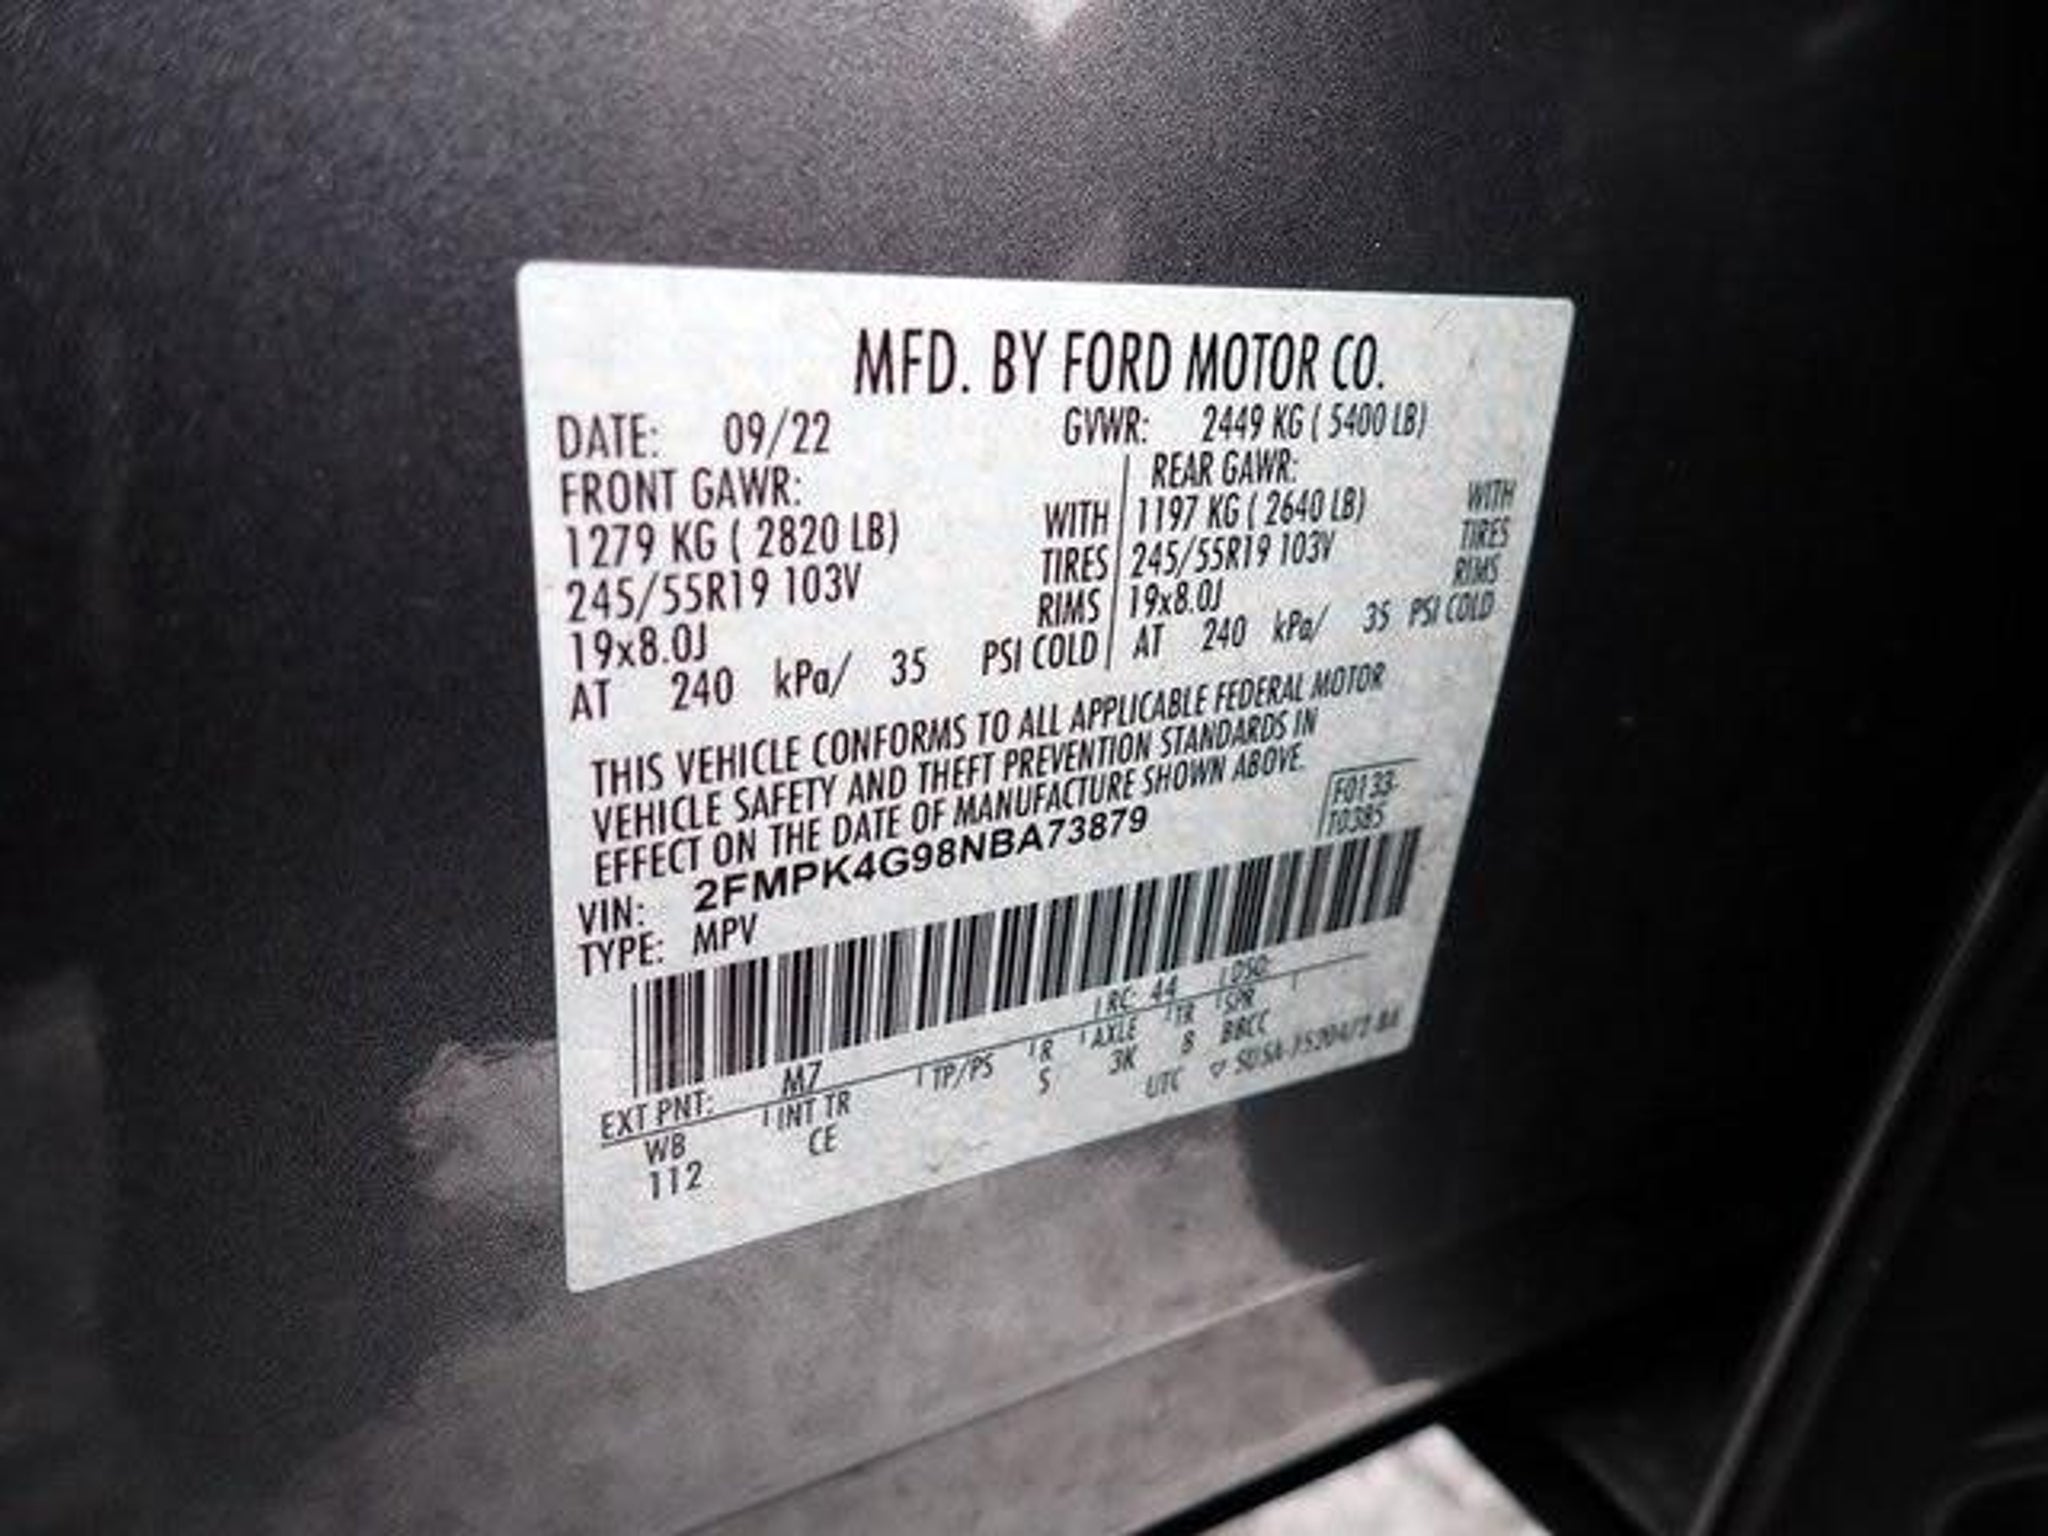 MFD. BY FORD MOTOR CO.
DATE: 09/22 GVWR: 2449 KG ( 5400 LB)
FRONT GAWR: REAR GAWR:
1279 KG ( 2820 LB) WITH 1197 KG ( 2640 LB) WITH
245/55R19 103V TIRES 245/55R19 103V TIRES
19x8.0J RIMS 19x8.0J RIMS
AT 240 kPa/ 35 PSI COLD AT 240 kPa/ 35 PSI COLD
THIS VEHICLE CONFORMS TO ALL APPLICABLE FEDERAL MOTOR
VEHICLE SAFETY AND THEFT PREVENTION STANDARDS IN
EFFECT ON THE DATE OF MANUFACTURE SHOWN ABOVE.
VIN: 2FMPK4G98NBA73879
TYPE: MPV
F0133-
T0385
EXT PNT: M7 RC: 44 DSO:
WB INT TR TP/PS R AXLE TR SPR
112 CE S 3K B BBCC
UTC